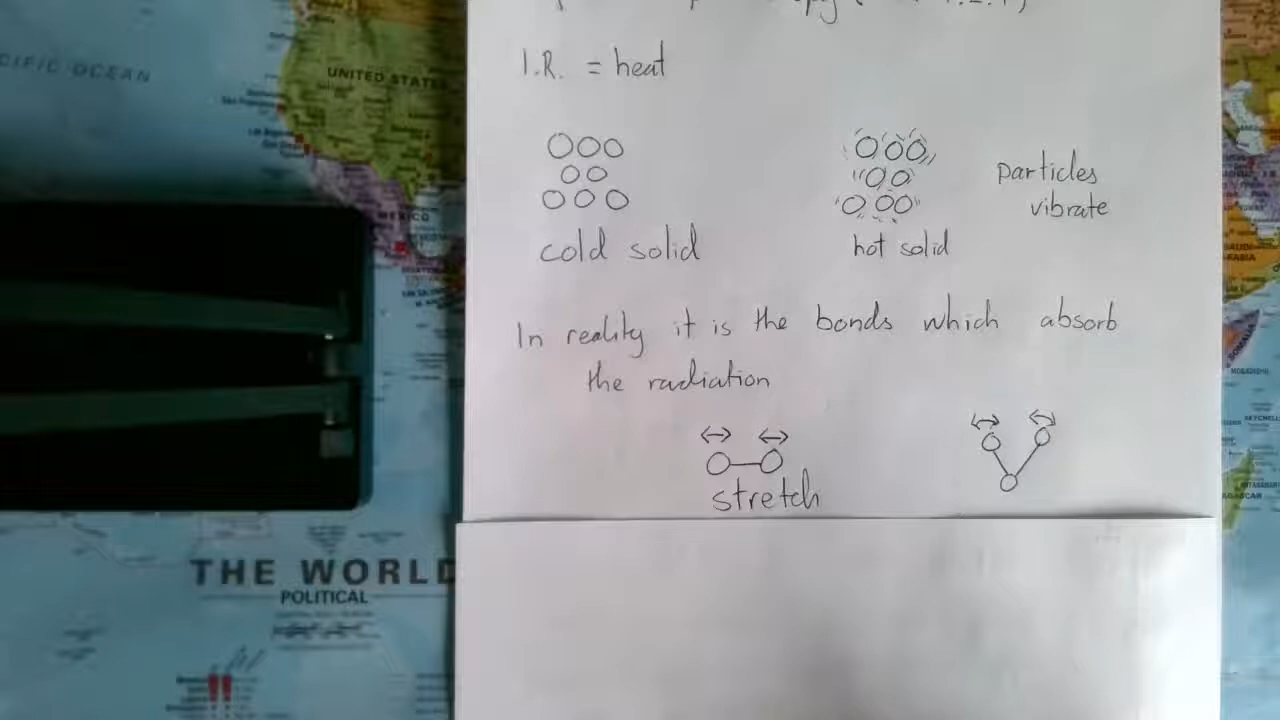 I.R. = heat
particles
vibrate
cold solid
hot solid
In reality it is the bonds which absorb
the radiation
stretch
PACIFIC OCEAN
UNITED STATES
MEXICO
THE WORLD
POLITICAL